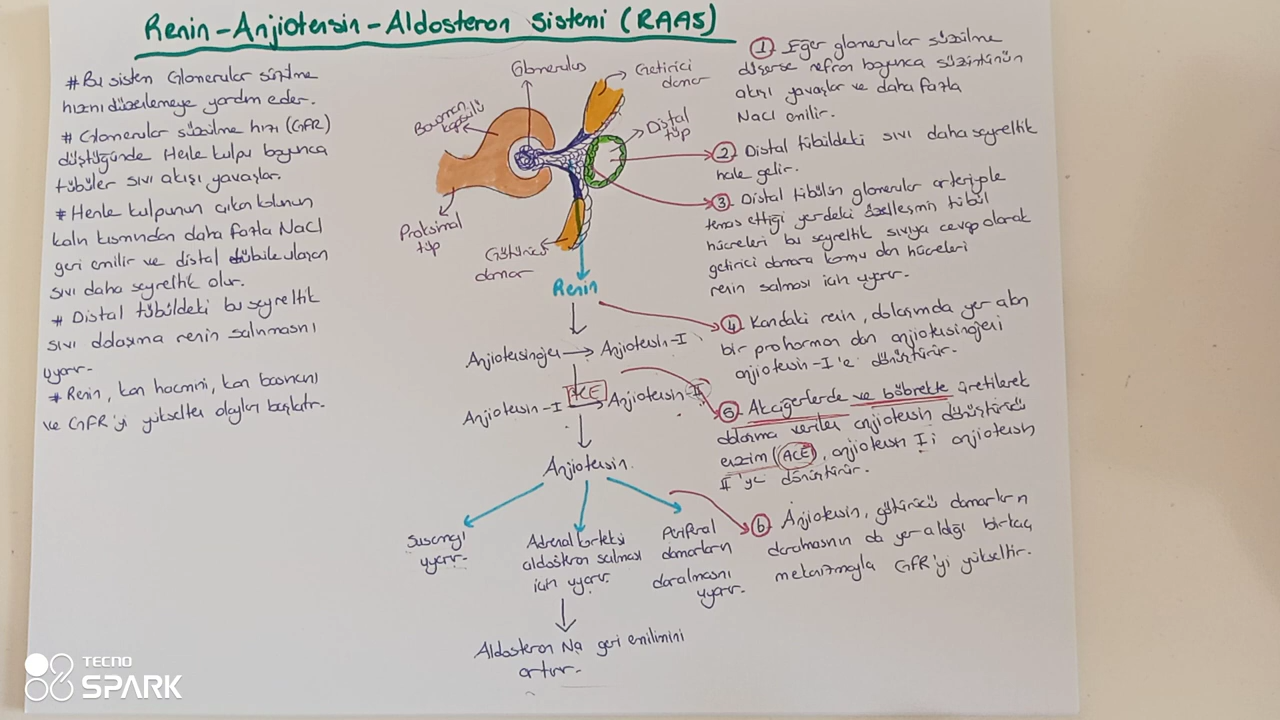 Renin-Anjiotensin-Aldosteron Sistemi (RAAS)
# Bu sistem Glomerular süzülme
hızını düzenlemeye yardım eder.
# Glomerular süzülme hızı (GFR)
düştüğünde Henle kulpu boyunca
tübüler sıvı akışı yavaşlar.
# Henle kulpunun çıkan kolunun
kalın kısmından daha fazla NaCl
geri emilir ve distal tübüle ulaşan
sıvı daha seyreltik olur.
# Distal tübüldeki bu seyreltik
sıvı dolaşıma renin salınmasını
uyarır.
# Renin, kan hacmini, kan basıncını
ve GFR'yi yükselten olayları başlatır.
Glomerulus
Getirici
damar
Bowman
kapsülü
Distal
tüp
Proksimal
tüp
Götürücü
damar
Renin
Anjiotensinojen → Anjiotensin-I
ACE
Anjiotensin-I → Anjiotensin II
Anjiotensin
Susamayı
uyarır.
Adrenal korteksi
aldosteron salması
için uyarır
Periferal
damarların
daralmasını
uyarır.
Aldosteron Na geri emilimini
artırır.
① Eğer glomerular süzülme
düşerse nefron boyunca süzüntünün
akışı yavaşlar ve daha fazla
NaCl emilir.
② Distal tübüldeki sıvı daha seyreltik
hale gelir.
③ Distal tübülün glomerular arteriyole
temas ettiği yerdeki özelleşmiş tübül
hücreleri bu seyreltik sıvıya cevap olarak
getirici damara komşu olan hücreleri
renin salması için uyarır.
④ Kandaki renin, dolaşımda yer alan
bir prohormon olan anjiotensinojeni
anjiotensin-I'e dönüştürür.
⑤ Akciğerlerde ve böbrekte üretilerek
dolaşıma verilen anjiotensin dönüştürücü
enzim (ACE), anjiotensin I'i anjiotensin
II'ye dönüştürür.
⑥ Anjiotensin, götürücü damarların
daralmasının da yer aldığı birkaç
mekanizmayla GFR'yi yükseltir.
TECNO
SPARK